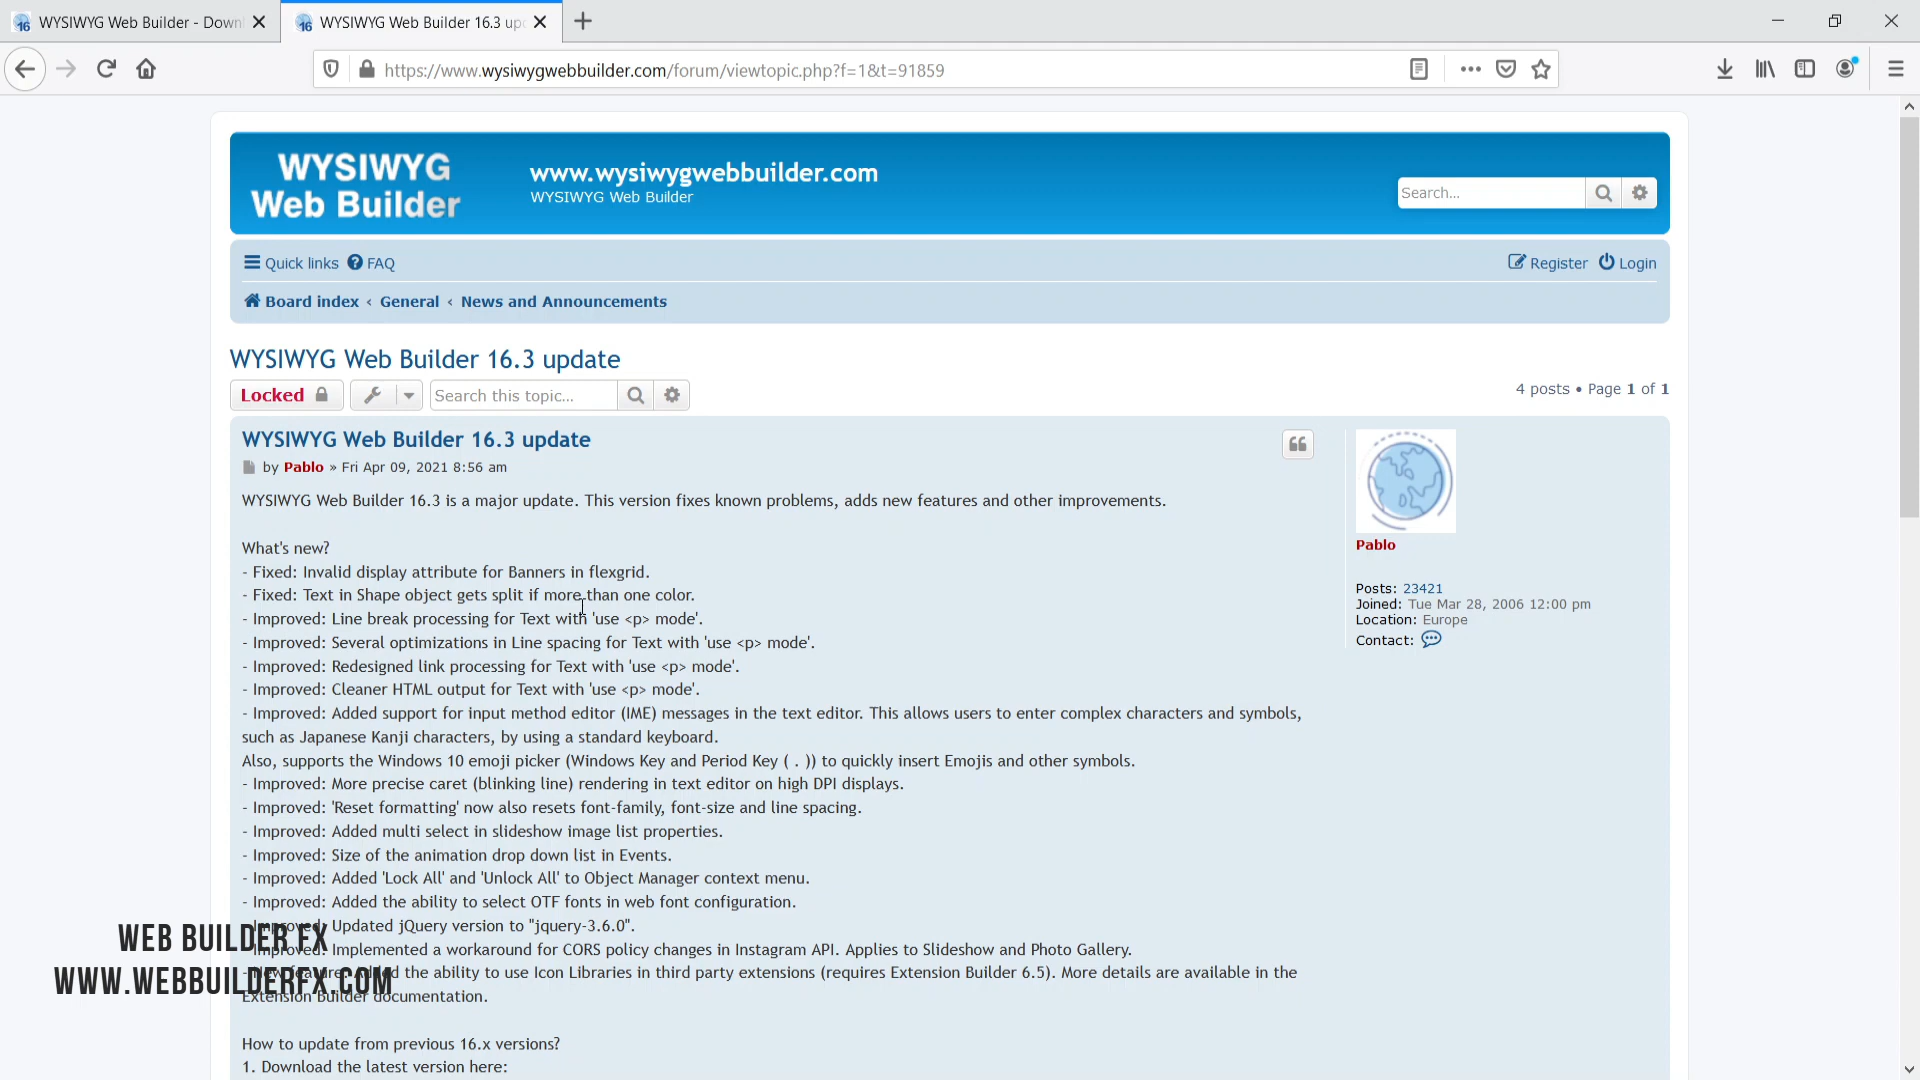 WYSIWYG Web Builder - Down
WYSIWYG Web Builder 16.3 up
https://www.wysiwygwebbuilder.com/forum/viewtopic.php?f=1&t=91859
WYSIWYG
Web Builder
www.wysiwygwebbuilder.com
WYSIWYG Web Builder
Search...
Quick links FAQ
Register Login
Board index ‹ General ‹ News and Announcements
WYSIWYG Web Builder 16.3 update
Locked
Search this topic...
4 posts • Page 1 of 1
WYSIWYG Web Builder 16.3 update
by Pablo » Fri Apr 09, 2021 8:56 am
WYSIWYG Web Builder 16.3 is a major update. This version fixes known problems, adds new features and other improvements.
What's new?
- Fixed: Invalid display attribute for Banners in flexgrid.
- Fixed: Text in Shape object gets split if more than one color.
- Improved: Line break processing for Text with 'use <p> mode'.
- Improved: Several optimizations in Line spacing for Text with 'use <p> mode'.
- Improved: Redesigned link processing for Text with 'use <p> mode'.
- Improved: Cleaner HTML output for Text with 'use <p> mode'.
- Improved: Added support for input method editor (IME) messages in the text editor. This allows users to enter complex characters and symbols,
such as Japanese Kanji characters, by using a standard keyboard.
Also, supports the Windows 10 emoji picker (Windows Key and Period Key ( . )) to quickly insert Emojis and other symbols.
- Improved: More precise caret (blinking line) rendering in text editor on high DPI displays.
- Improved: 'Reset formatting' now also resets font-family, font-size and line spacing.
- Improved: Added multi select in slideshow image list properties.
- Improved: Size of the animation drop down list in Events.
- Improved: Added 'Lock All' and 'Unlock All' to Object Manager context menu.
- Improved: Added the ability to select OTF fonts in web font configuration.
- Improved: Updated jQuery version to "jquery-3.6.0".
- Improved: Implemented a workaround for CORS policy changes in Instagram API. Applies to Slideshow and Photo Gallery.
- New feature: Added the ability to use Icon Libraries in third party extensions (requires Extension Builder 6.5). More details are available in the
Extension Builder documentation.
How to update from previous 16.x versions?
1. Download the latest version here:
Pablo
Posts: 23421
Joined: Tue Mar 28, 2006 12:00 pm
Location: Europe
Contact:
WEB BUILDER FX
WWW.WEBBUILDERFX.COM